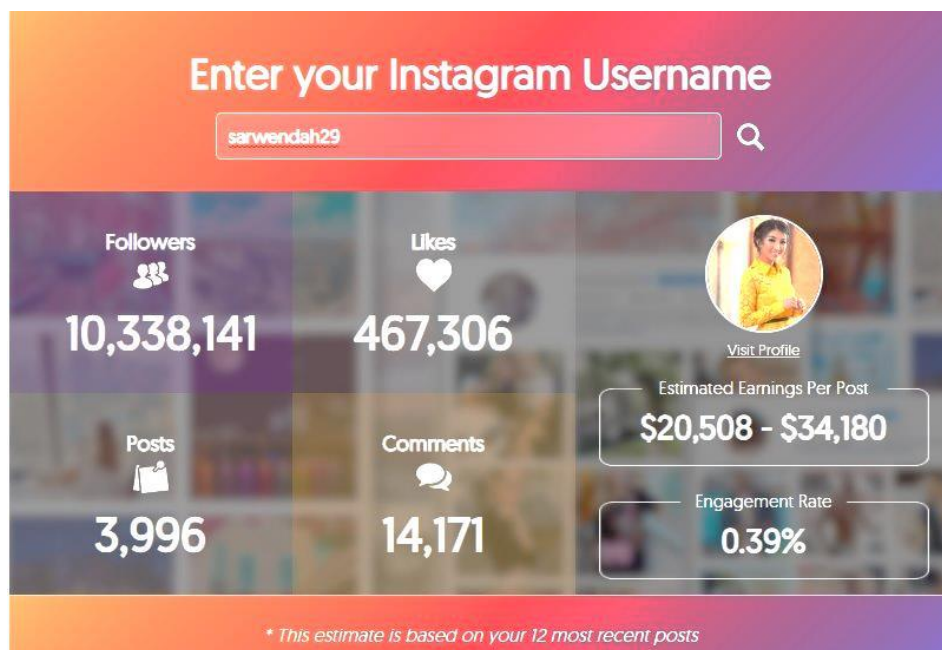 Enter your Instagram Username
sarwendah29
Followers
10,338,141
Likes
467,306
Posts
3,996
Comments
14,171
Visit Profile
Estimated Earnings Per Post
$20,508 - $34,180
Engagement Rate
0.39%
* This estimate is based on your 12 most recent posts